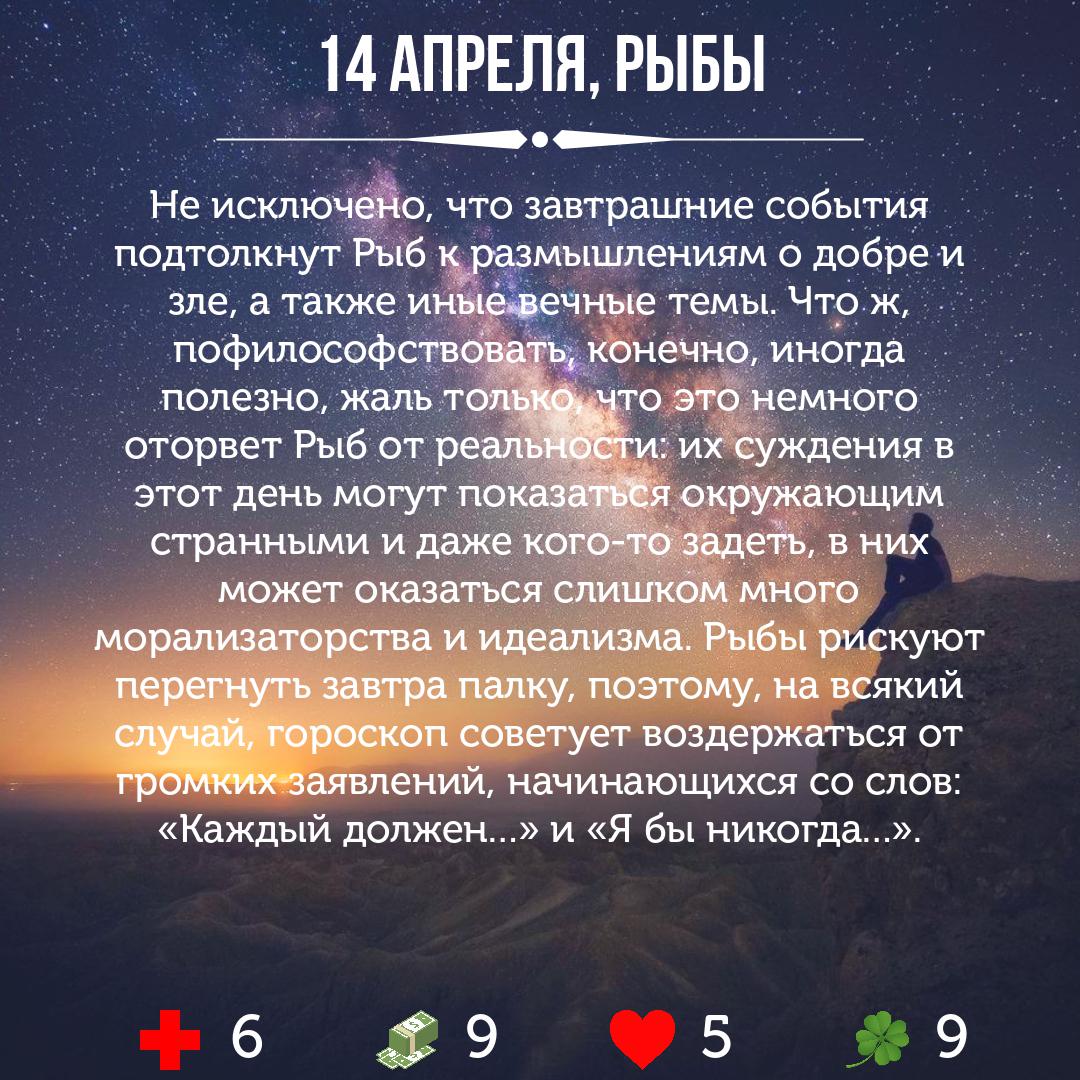 14 АПРЕЛЯ, РЫБЫ
Не исключено, что завтрашние события
подтолкнут Рыб к размышлениям о добре и
зле, а также иные вечные темы. Что ж,
пофилософствовать, конечно, иногда
полезно, жаль только, что это немного
оторвет Рыб от реальности: их суждения в
этот день могут показаться окружающим
странными и даже кого-то задеть, в них
может оказаться слишком много
морализаторства и идеализма. Рыбы рискуют
перегнуть завтра палку, поэтому, на всякий
случай, гороскоп советует воздержаться от
громких заявлений, начинающихся со слов:
«Каждый должен...» и «Я бы никогда...».
6 9 5 9